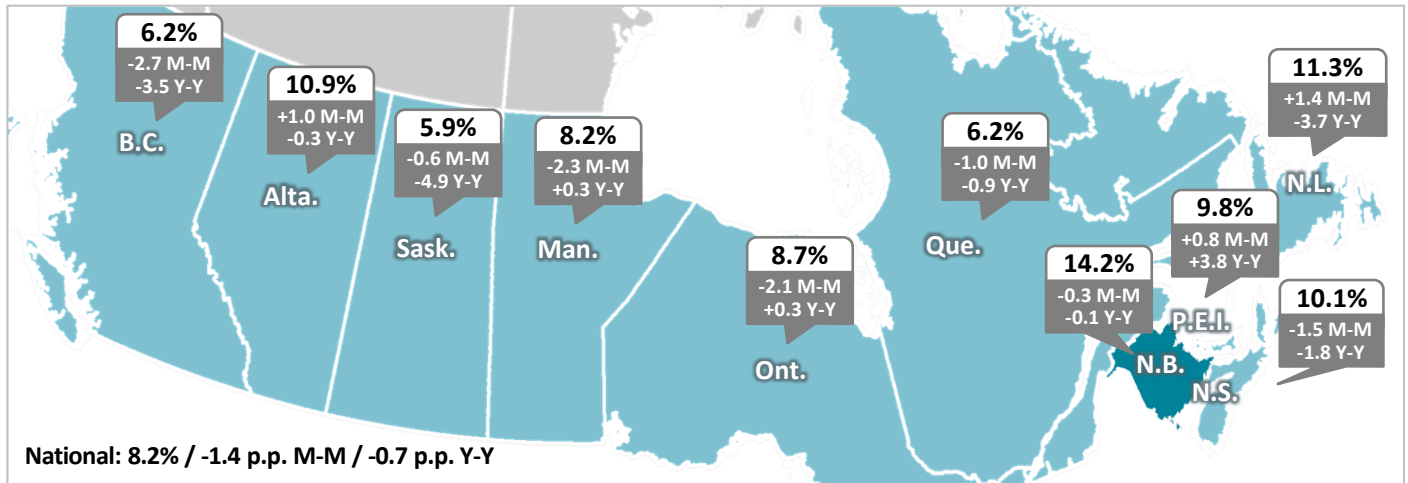 6.2%
-2.7 M-M
-3.5 Y-Y
B.C.
10.9%
+1.0 M-M
-0.3 Y-Y
Alta.
5.9%
-0.6 M-M
-4.9 Y-Y
Sask.
8.2%
-2.3 M-M
+0.3 Y-Y
Man.
8.7%
-2.1 M-M
+0.3 Y-Y
Ont.
6.2%
-1.0 M-M
-0.9 Y-Y
Que.
11.3%
+1.4 M-M
-3.7 Y-Y
N.L.
9.8%
+0.8 M-M
+3.8 Y-Y
P.E.I.
14.2%
-0.3 M-M
-0.1 Y-Y
N.B.
10.1%
-1.5 M-M
-1.8 Y-Y
N.S.
National: 8.2% / -1.4 p.p. M-M / -0.7 p.p. Y-Y